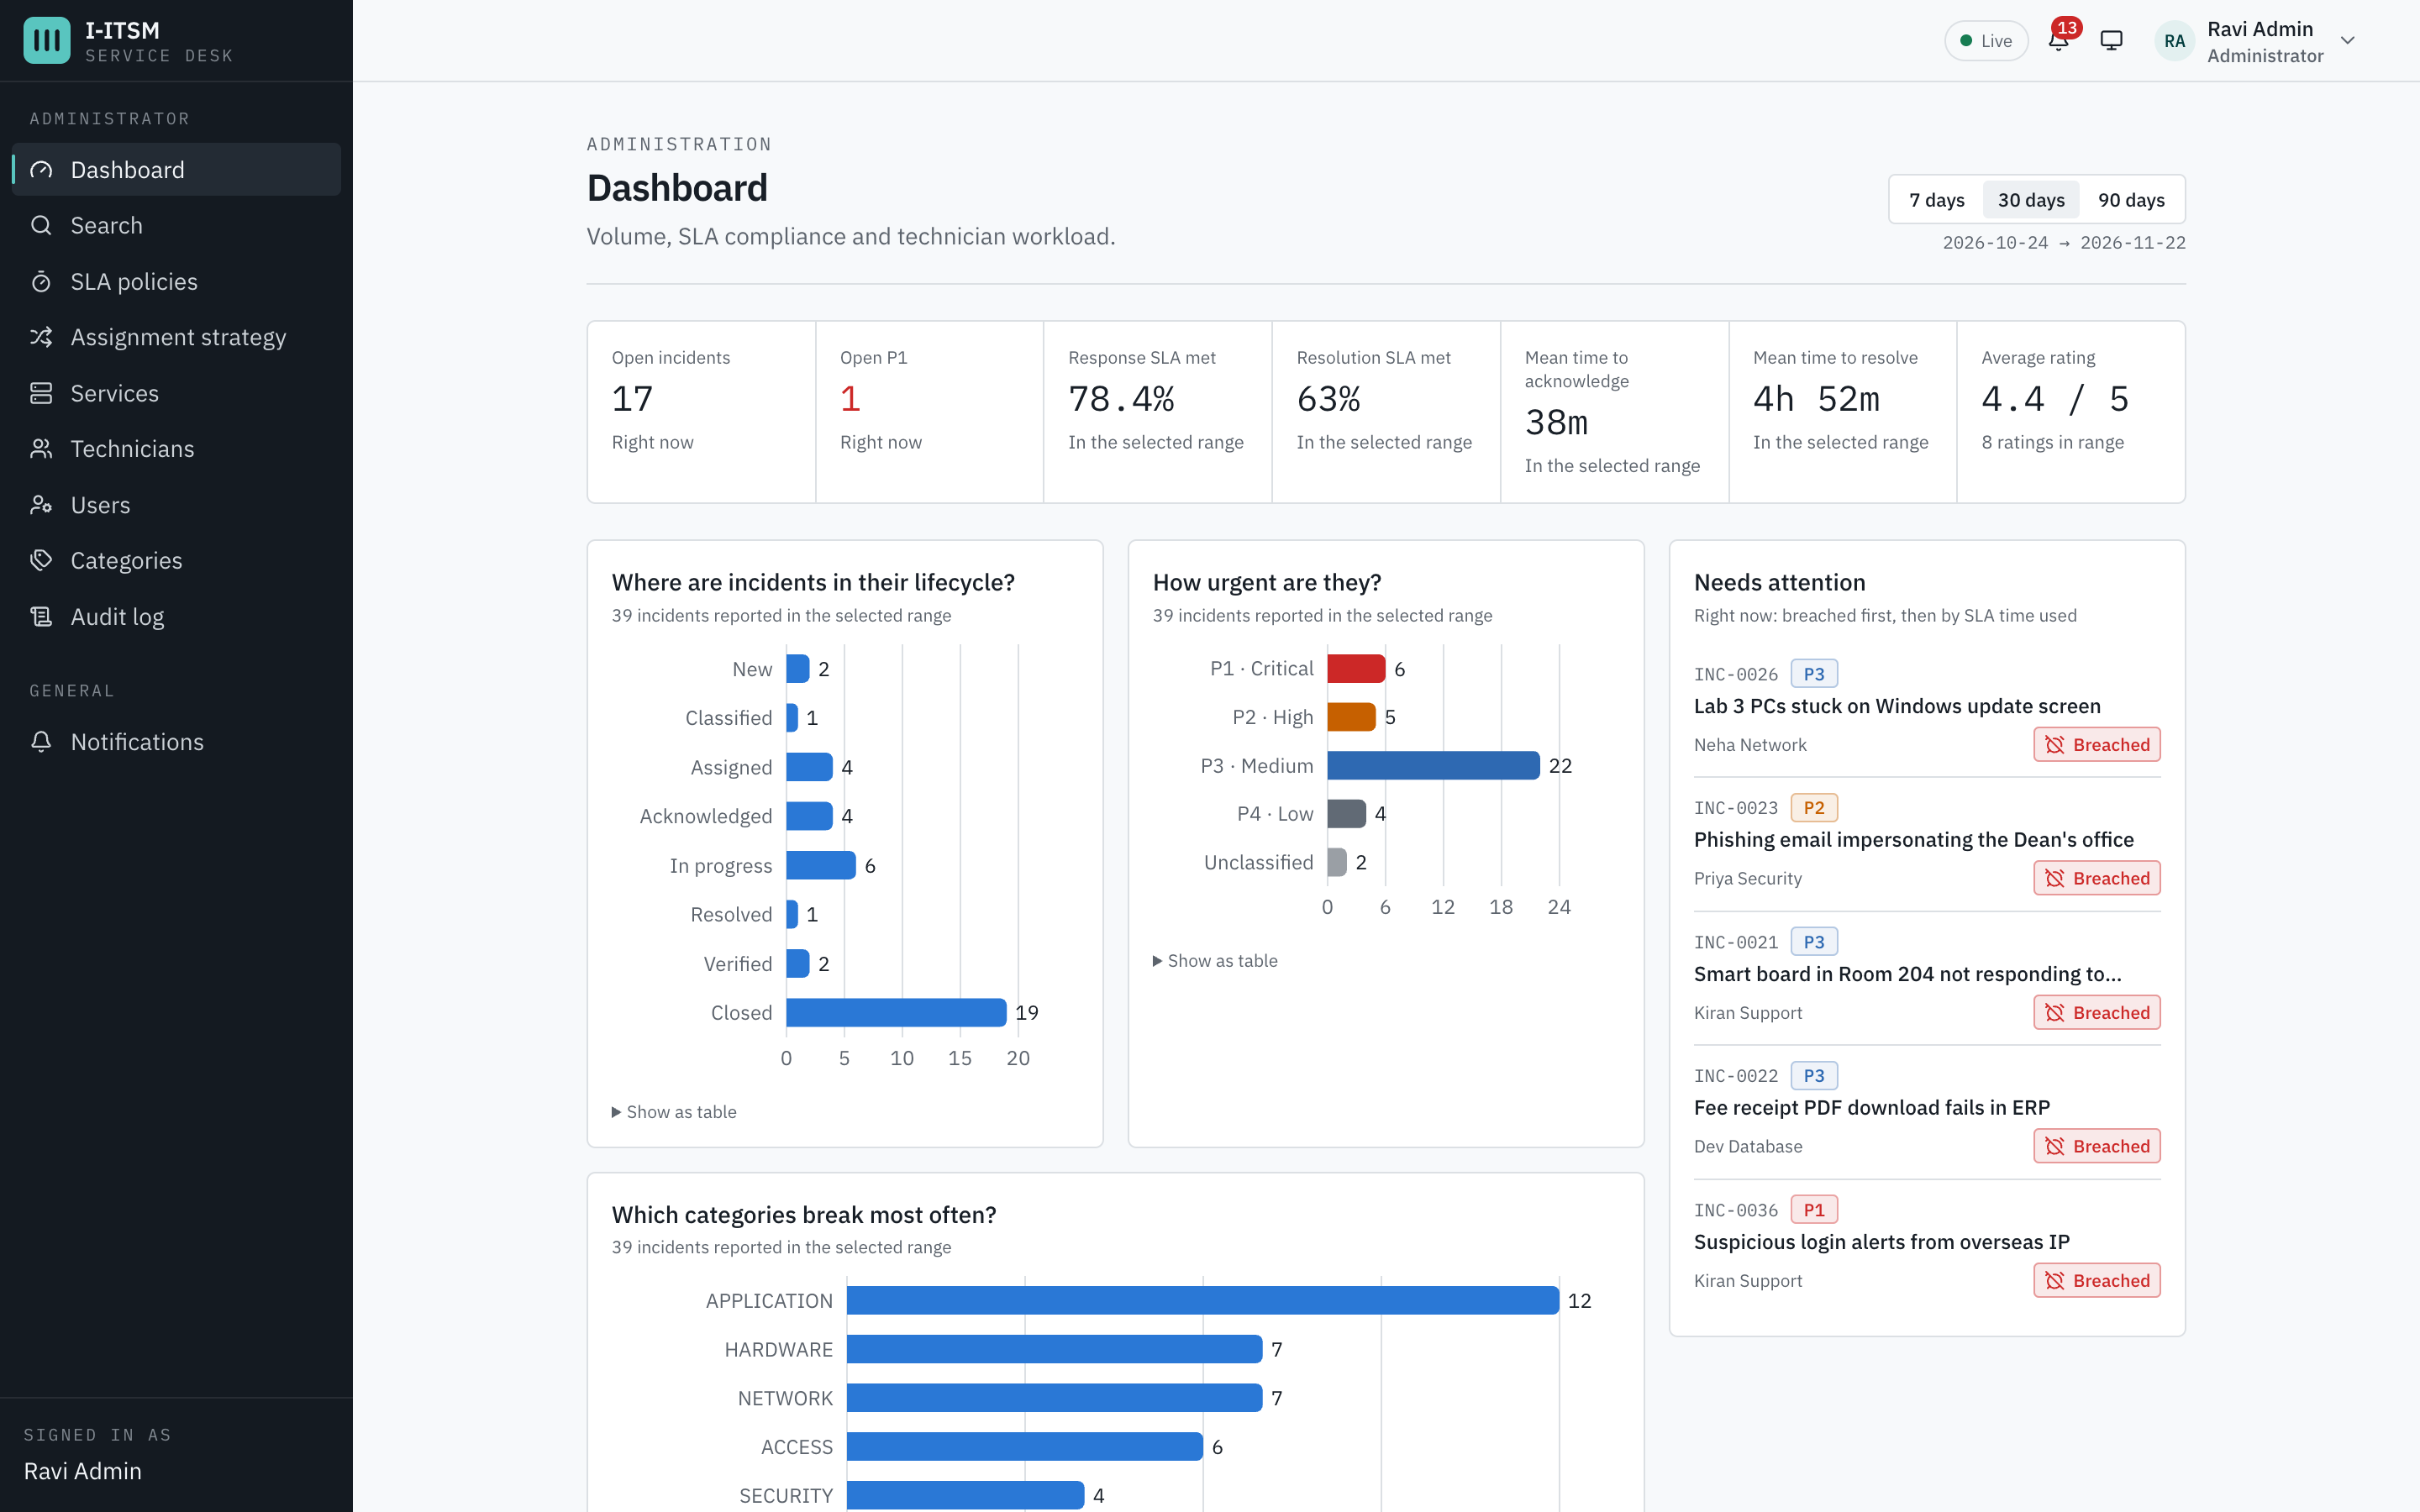 I-ITSM
SERVICE DESK
ADMINISTRATOR
Dashboard
Search
SLA policies
Assignment strategy
Services
Technicians
Users
Categories
Audit log
GENERAL
Notifications
SIGNED IN AS
Ravi Admin
Live
13
RA
Ravi Admin
Administrator
ADMINISTRATION
Dashboard
Volume, SLA compliance and technician workload.
7 days 30 days 90 days
2026-10-24 → 2026-11-22
Open incidents
17
Right now
Open P1
1
Right now
Response SLA met
78.4%
In the selected range
Resolution SLA met
63%
In the selected range
Mean time to
acknowledge
38m
In the selected range
Mean time to resolve
4h 52m
In the selected range
Average rating
4.4 / 5
8 ratings in range
Where are incidents in their lifecycle?
39 incidents reported in the selected range
New 2
Classified 1
Assigned 4
Acknowledged 4
In progress 6
Resolved 1
Verified 2
Closed 19
0 5 10 15 20
Show as table
How urgent are they?
39 incidents reported in the selected range
P1 · Critical 6
P2 · High 5
P3 · Medium 22
P4 · Low 4
Unclassified 2
0 6 12 18 24
Show as table
Needs attention
Right now: breached first, then by SLA time used
INC-0026 P3
Lab 3 PCs stuck on Windows update screen
Neha Network Breached
INC-0023 P2
Phishing email impersonating the Dean's office
Priya Security Breached
INC-0021 P3
Smart board in Room 204 not responding to...
Kiran Support Breached
INC-0022 P3
Fee receipt PDF download fails in ERP
Dev Database Breached
INC-0036 P1
Suspicious login alerts from overseas IP
Kiran Support Breached
Which categories break most often?
39 incidents reported in the selected range
APPLICATION 12
HARDWARE 7
NETWORK 7
ACCESS 6
SECURITY 4